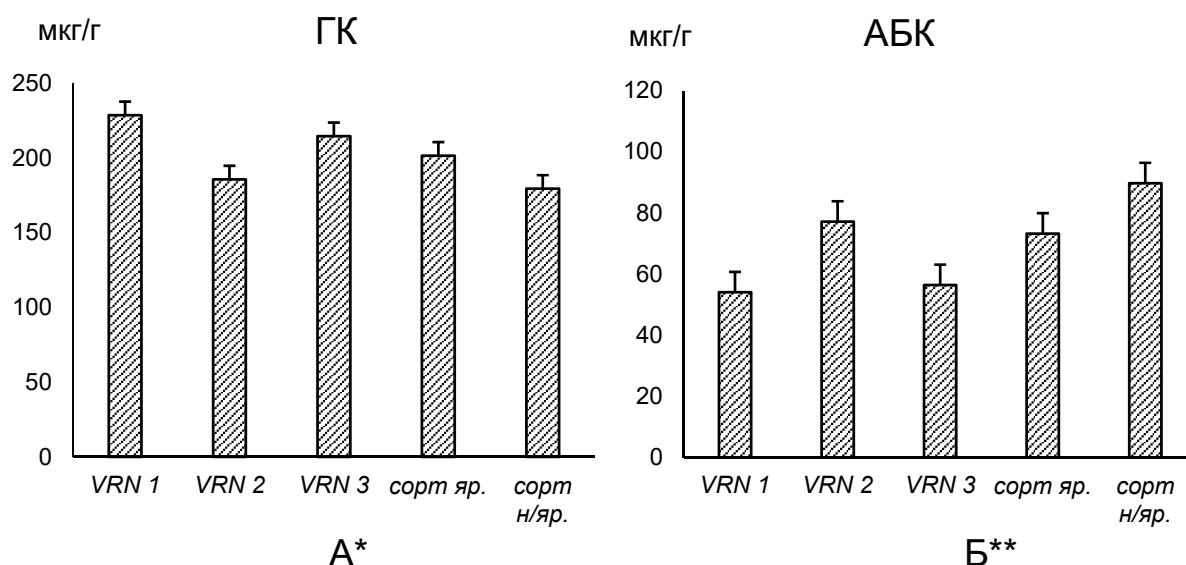 мкг/г
ГК
250
200
150
100
50
0
VRN 1
VRN 2
VRN 3
сорт яр.
сорт
н/яр.
А*
мкг/г
АБК
120
100
80
60
40
20
0
VRN 1
VRN 2
VRN 3
сорт яр.
сорт
н/яр.
Б**